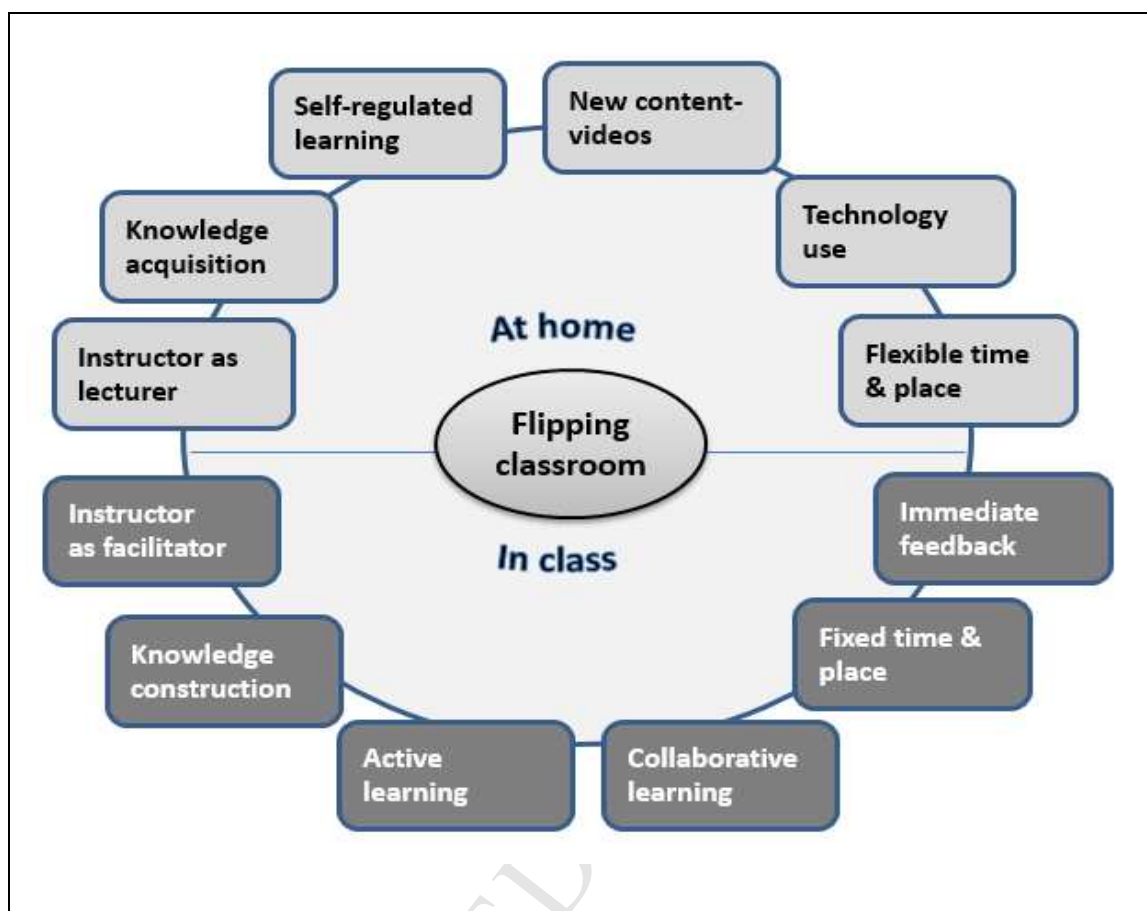 Self-regulated
learning
New content-
videos
Knowledge
acquisition
Technology
use
Instructor as
lecturer
At home
Flexible time
& place
Flipping
classroom
Instructor
as facilitator
In class
Immediate
feedback
Knowledge
construction
Fixed time &
place
Active
learning
Collaborative
learning